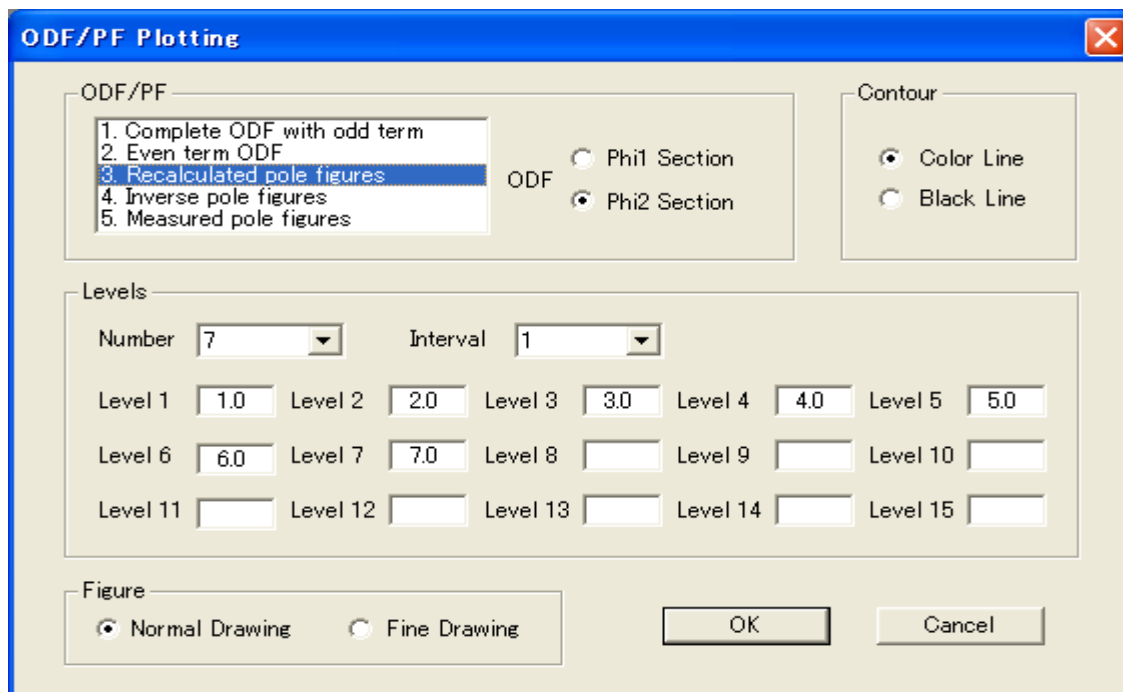 ODF/PF Plotting
ODF/PF
1. Complete ODF with odd term
2. Even term ODF
3. Recalculated pole figures
4. Inverse pole figures
5. Measured pole figures
ODF
Phi1 Section
Phi2 Section
Contour
Color Line
Black Line
Levels
Number 7 Interval 1
Level 1 1.0 Level 2 2.0 Level 3 3.0 Level 4 4.0 Level 5 5.0
Level 6 6.0 Level 7 7.0 Level 8 Level 9 Level 10
Level 11 Level 12 Level 13 Level 14 Level 15
Figure
Normal Drawing Fine Drawing
OK Cancel